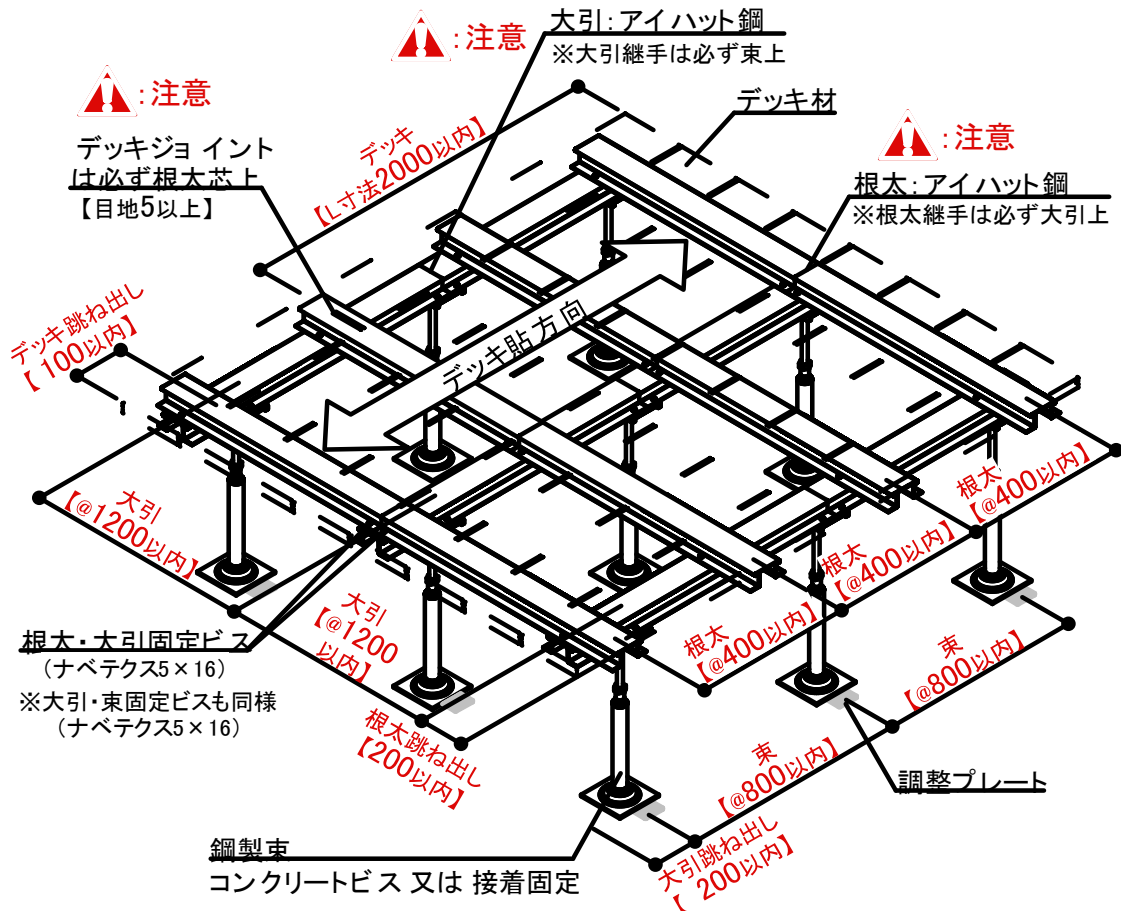 :注意
大引:アイハット鋼
※大引継手は必ず束上
:注意
デッキジョイント
は必ず根太芯上
【目地5以上】
デッキ
【L寸法2000以内】
デッキ材
:注意
根太:アイハット鋼
※根太継手は必ず大引上
デッキ跳ね出し
【100以内】
デッキ貼方向
大引
【@1200以内】
大引
【@1200
以内】
根太跳ね出し
【200以内】
根太
【@400以内】
根太
【@400以内】
根太
【@400以内】
束
【@800以内】
束
【@800以内】
大引跳ね出し
【200以内】
根太・大引固定ビス
(ナベテクス5×16)
※大引・束固定ビスも同様
(ナベテクス5×16)
調整プレート
鋼製束
コンクリートビス又は接着固定